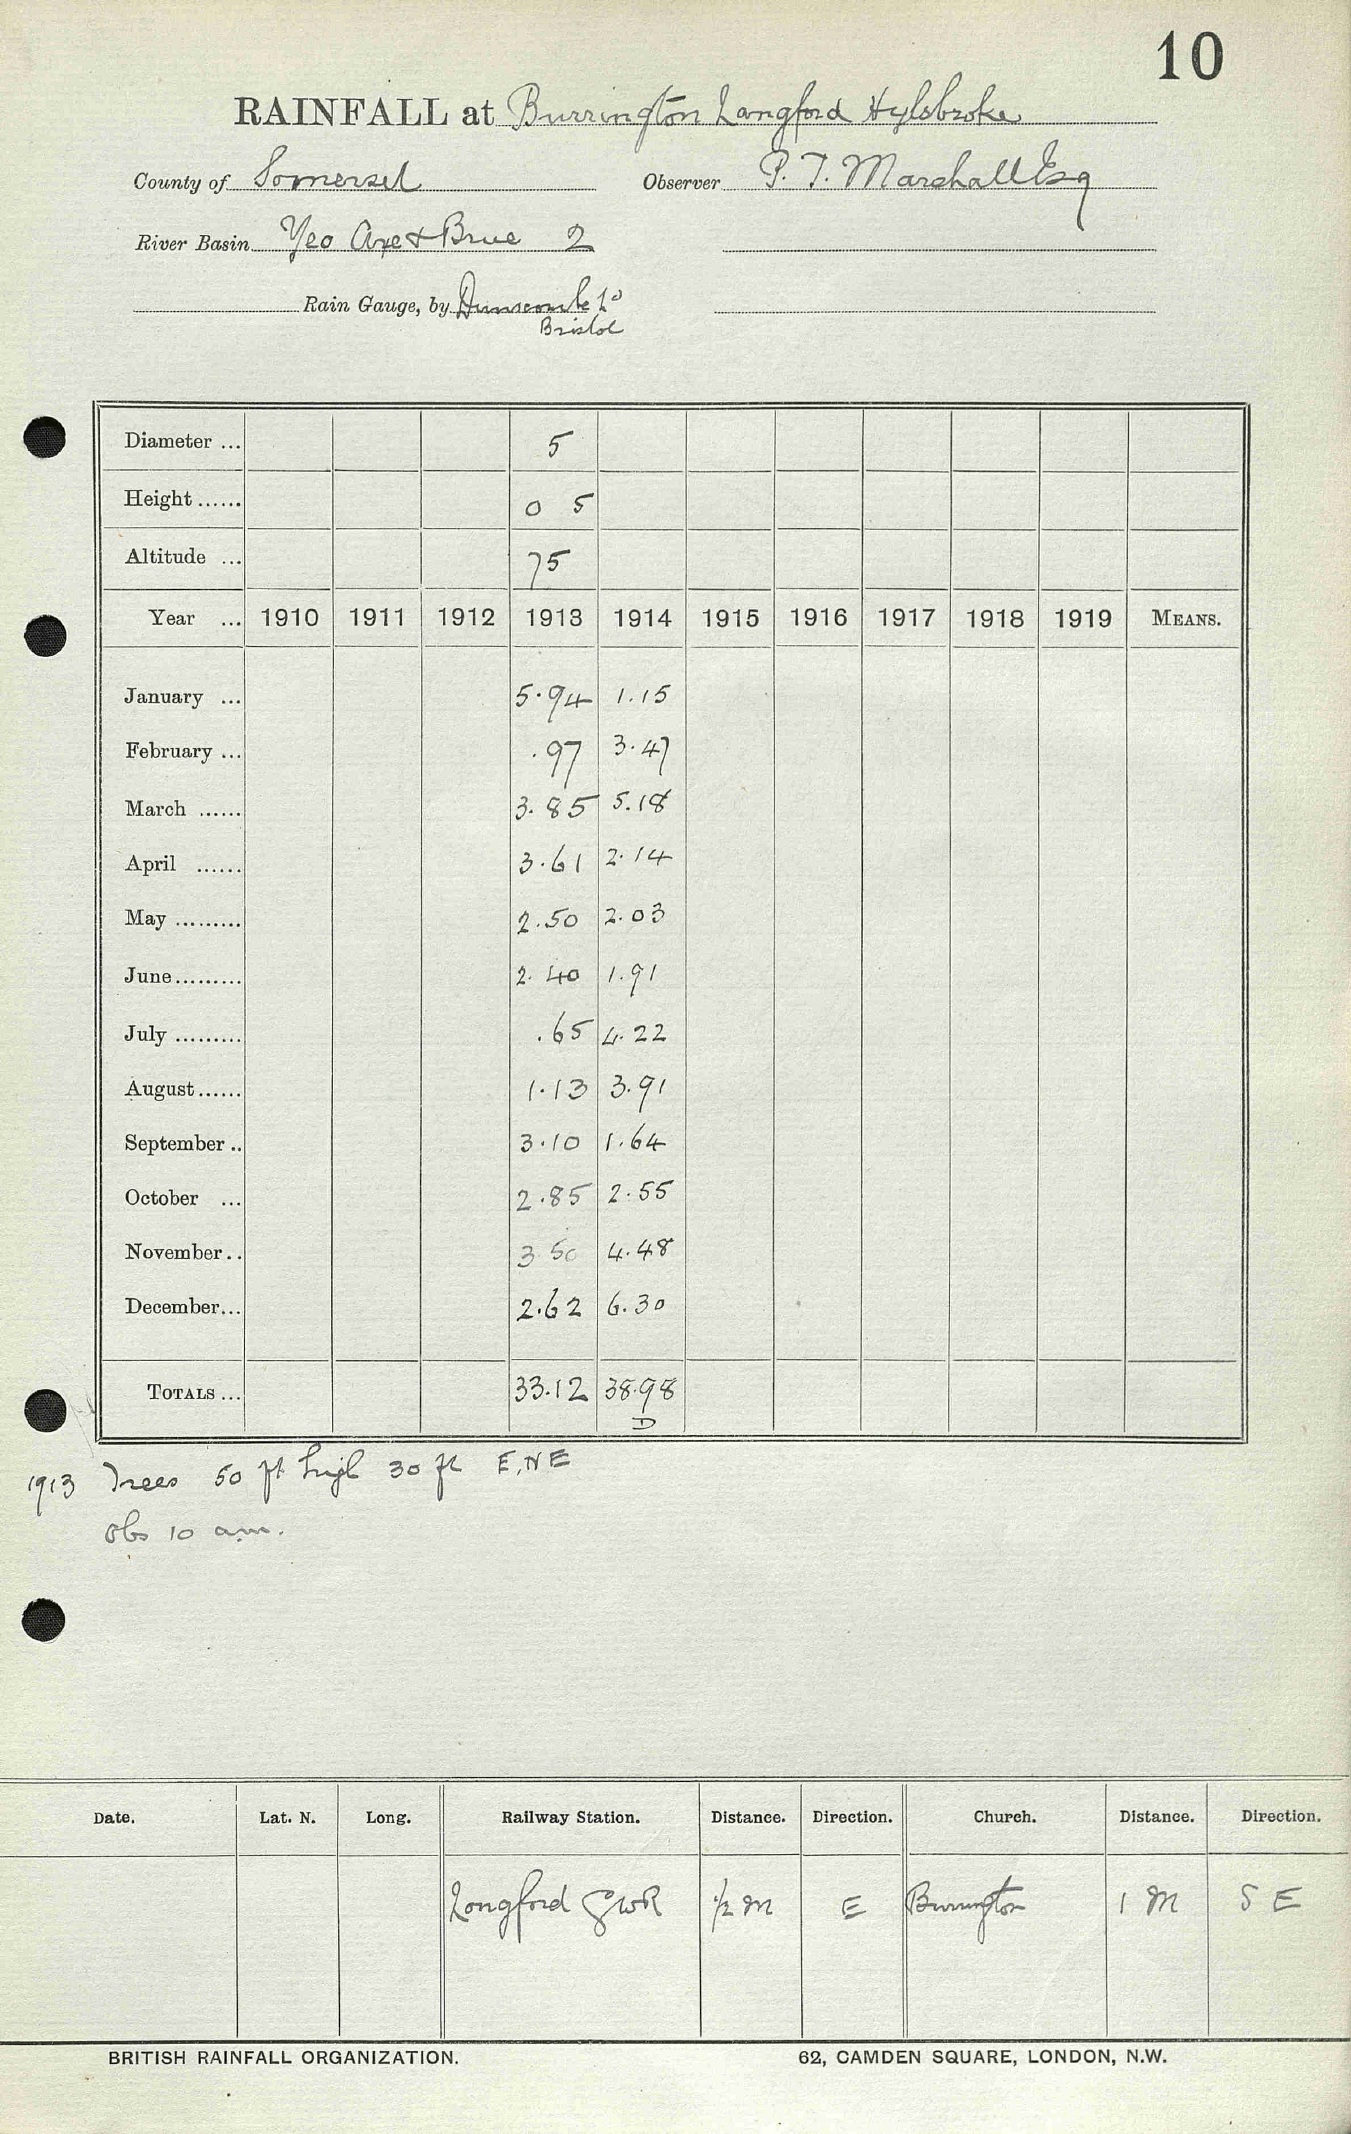 10
RAINFALL at Burrington Langford Hylsbroke
County of Somerset Observer P. T. Marshall Esq
River Basin Yeo Axe & Brue 2
Rain Gauge, by Dunscombe Ld
Bristol
Diameter ... 5
Height ...... 0 5
Altitude ... 75
Year ... 1910 1911 1912 1913 1914 1915 1916 1917 1918 1919 MEANS.
January ... 5.94 1.15
February ... .97 3.47
March ...... 3.85 5.18
April ...... 3.61 2.14
May ......... 2.50 2.03
June......... 2.40 1.91
July ......... .65 4.22
August...... 1.13 3.91
September .. 3.10 1.64
October ... 2.85 2.55
November .. 3 50 4.48
December... 2.62 6.30
TOTALS ... 33.12 38.98
D
1913 Trees 50 ft high 30 ft E, NE
Obs 10 a.m.
Date. Lat. N. Long. Railway Station. Distance. Direction. Church. Distance. Direction.
Langford GWR 1/2 M E Burrington 1 M S E
BRITISH RAINFALL ORGANIZATION. 62, CAMDEN SQUARE, LONDON, N.W.